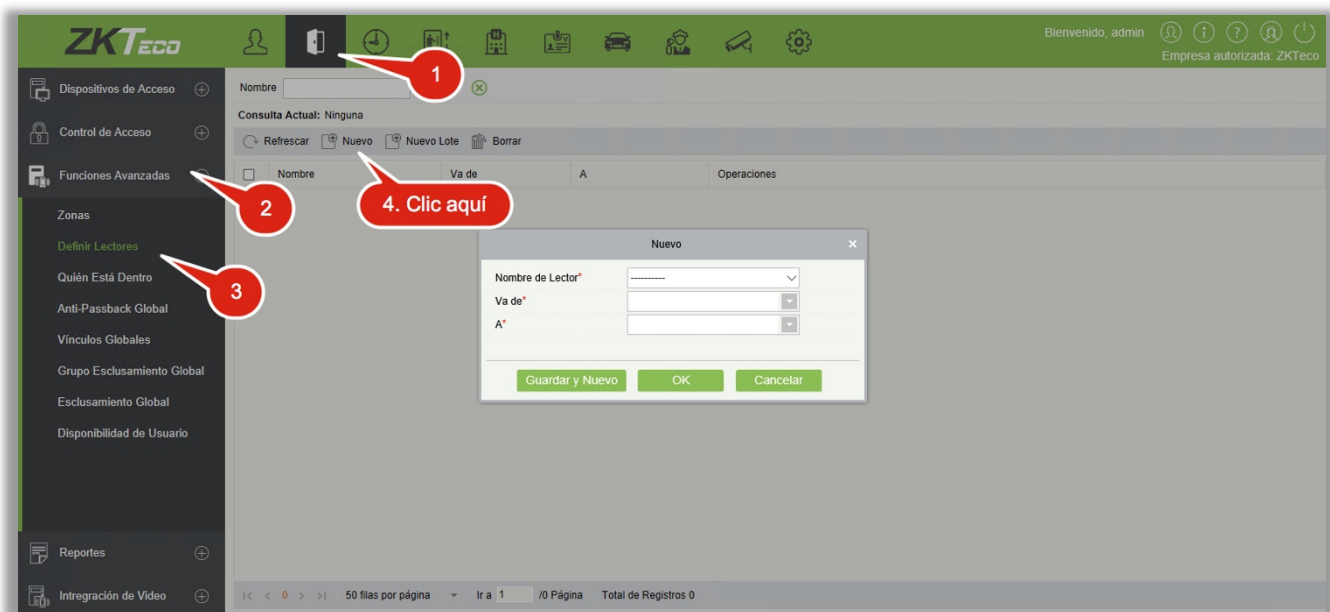 ZKTECO
Bienvenido, admin
Empresa autorizada: ZKTeco
1
Dispositivos de Acceso
Control de Acceso
Funciones Avanzadas
2
Zonas
Definir Lectores
3
Quién Está Dentro
Anti-Passback Global
Vínculos Globales
Grupo Esclusamiento Global
Esclusamiento Global
Disponibilidad de Usuario
Reportes
Intregración de Video
Nombre
Consulta Actual: Ninguna
Refrescar Nuevo Nuevo Lote Borrar
Nombre Va de A Operaciones
4. Clic aquí
Nuevo
Nombre de Lector* ----------
Va de*
A*
Guardar y Nuevo OK Cancelar
|< < 0 > >| 50 filas por página Ir a 1 /0 Página Total de Registros 0